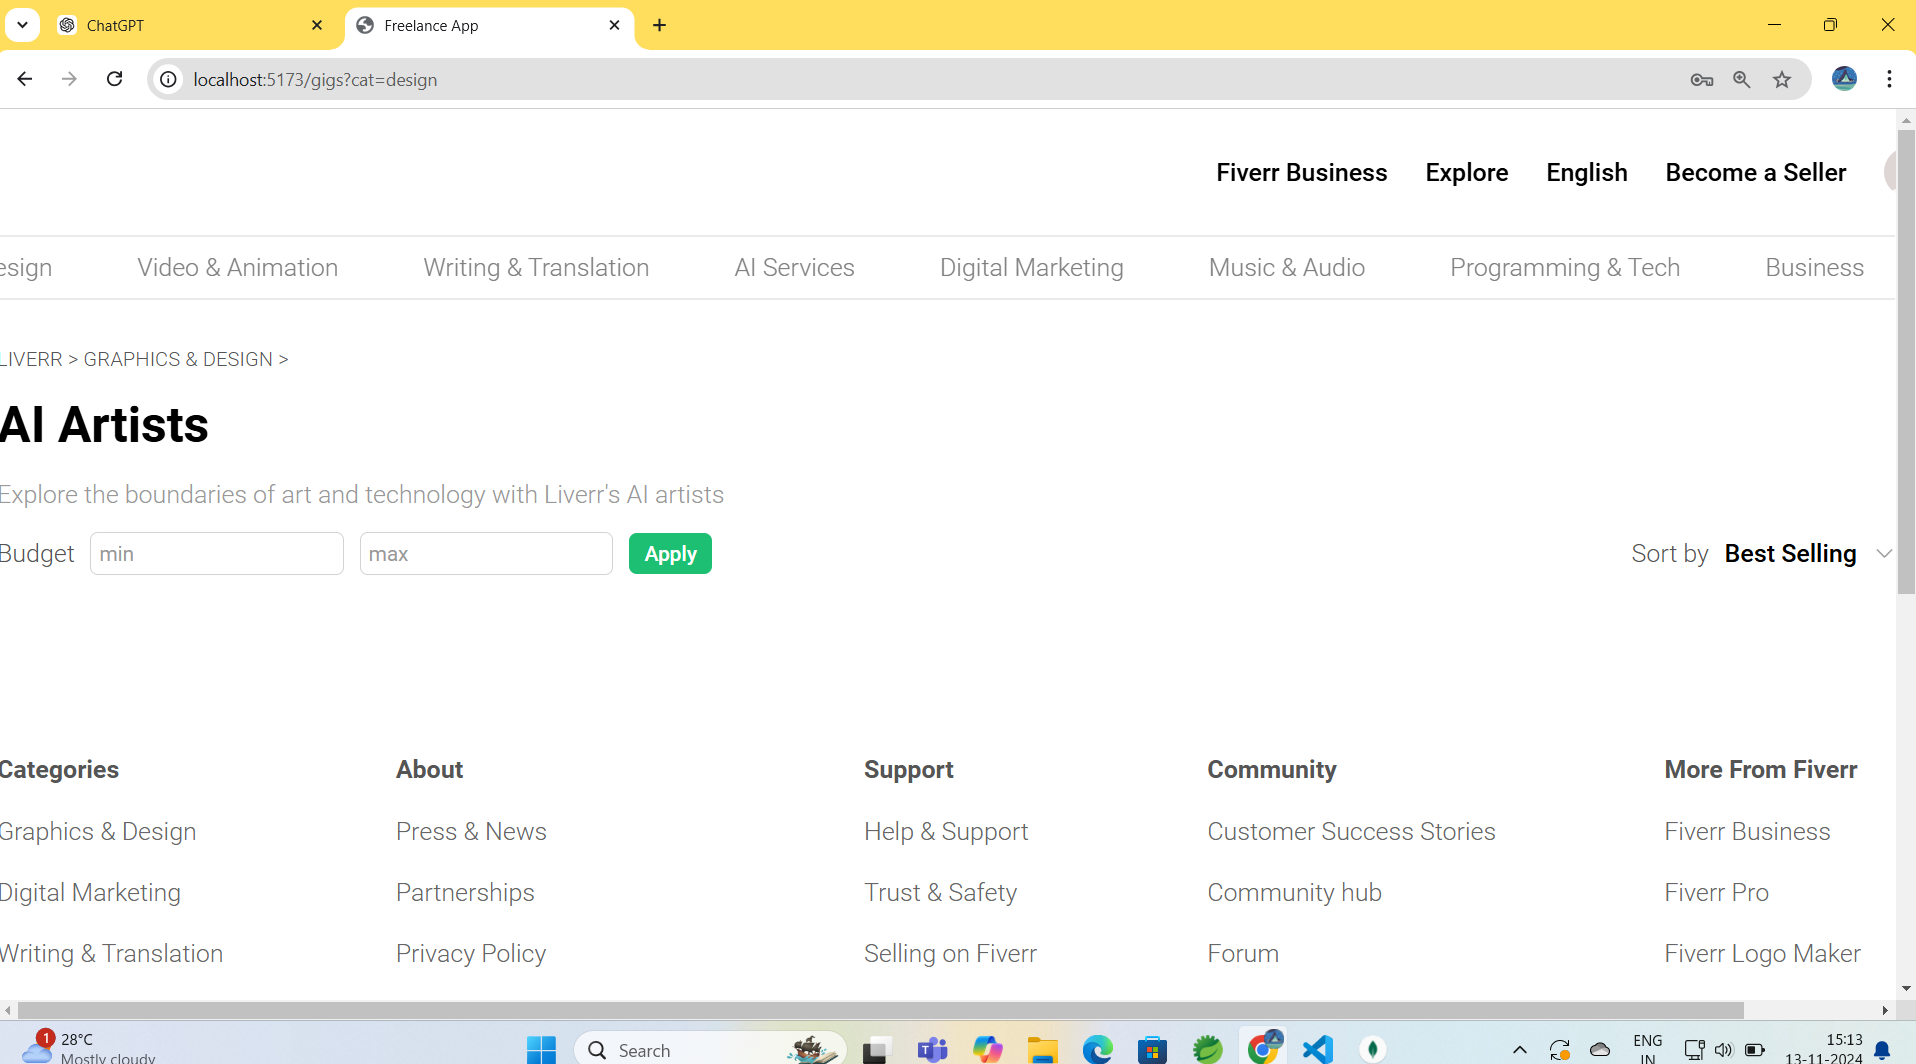 ChatGPT
Freelance App
localhost:5173/gigs?cat=design
Fiverr Business Explore English Become a Seller
esign Video & Animation Writing & Translation AI Services Digital Marketing Music & Audio Programming & Tech Business
LIVERR > GRAPHICS & DESIGN >
AI Artists
Explore the boundaries of art and technology with Liverr's AI artists
Budget min max Apply Sort by Best Selling
Categories About Support Community More From Fiverr
Graphics & Design Press & News Help & Support Customer Success Stories Fiverr Business
Digital Marketing Partnerships Trust & Safety Community hub Fiverr Pro
Writing & Translation Privacy Policy Selling on Fiverr Forum Fiverr Logo Maker
1 28°C
Mostly cloudy
Search
ENG
IN
15:13
13-11-2024